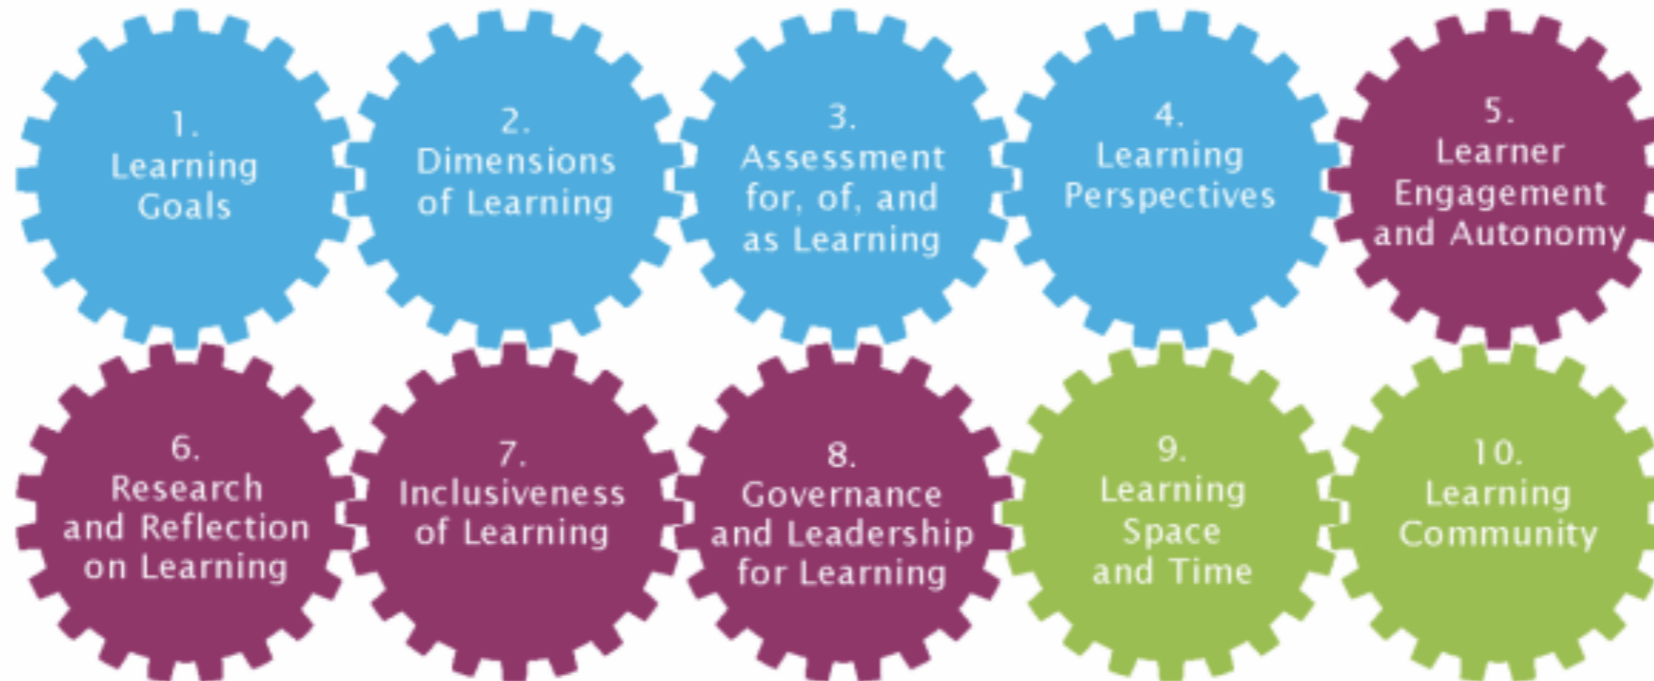 1.
Learning
Goals
2.
Dimensions
of Learning
3.
Assessment
for, of, and
as Learning
4.
Learning
Perspectives
5.
Learner
Engagement
and Autonomy
6.
Research
and Reflection
on Learning
7.
Inclusiveness
of Learning
8.
Governance
and Leadership
for Learning
9.
Learning
Space
and Time
10.
Learning
Community